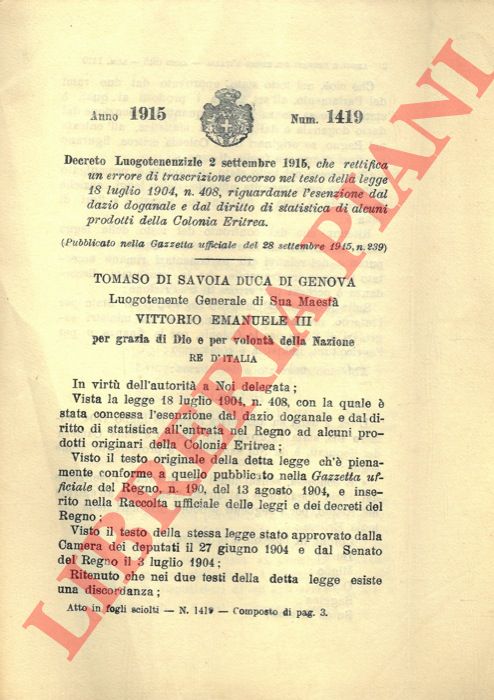 Anno 1915 Num. 1419
Decreto Luogotenenzizle 2 settembre 1915, che rettifica
un errore di trascrizione occorso nel testo della legge
18 luglio 1904, n. 408, riguardante l'esenzione dal
dazio doganale e dal diritto di statistica di alcuni
prodotti della Colonia Eritrea.
(Pubblicato nella Gazzetta ufficiale del 28 settembre 1915, n. 239)
TOMASO DI SAVOIA DUCA DI GENOVA
Luogotenente Generale di Sua Maestà
VITTORIO EMANUELE III
per grazia di Dio e per volontà della Nazione
RE D'ITALIA
In virtù dell'autorità a Noi delegata;
Vista la legge 18 luglio 1904, n. 408, con la quale è
stata concessa l'esenzione dal dazio doganale e dal di-
ritto di statistica all'entrata nel Regno ad alcuni pro-
dotti originari della Colonia Eritrea;
Visto il testo originale della detta legge ch'è piena-
mente conforme a quello pubblicato nella Gazzetta uf-
ficiale del Regno, n. 190, del 13 agosto 1904, e inse-
rito nella Raccolta ufficiale delle leggi e dei decreti del
Regno;
Visto il testo della stessa legge stato approvato dalla
Camera dei deputati il 27 giugno 1904 e dal Senato
del Regno il 3 luglio 1904;
Ritenuto che nei due testi della detta legge esiste
una discordanza;
Atto in fogli sciolti — N. 1419 — Composto di pag. 3.
LIBRERIA PIANI